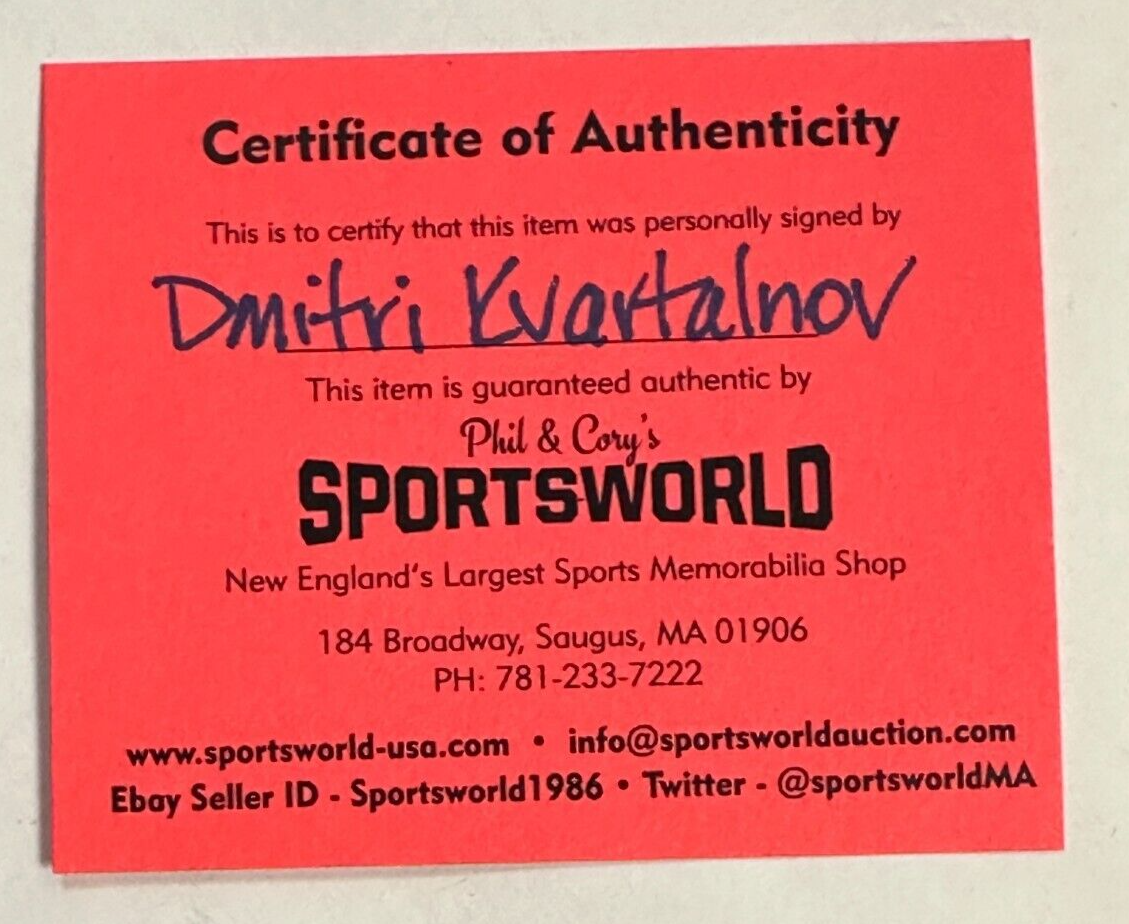 Certificate of Authenticity
This is to certify that this item was personally signed by
Dmitri Kvartalnov
This item is guaranteed authentic by
Phil & Cory's
SPORTSWORLD
New England's Largest Sports Memorabilia Shop
184 Broadway, Saugus, MA 01906
PH: 781-233-7222
www.sportsworld-usa.com • info@sportsworldauction.com
Ebay Seller ID - Sportsworld1986 • Twitter - @sportsworldMA